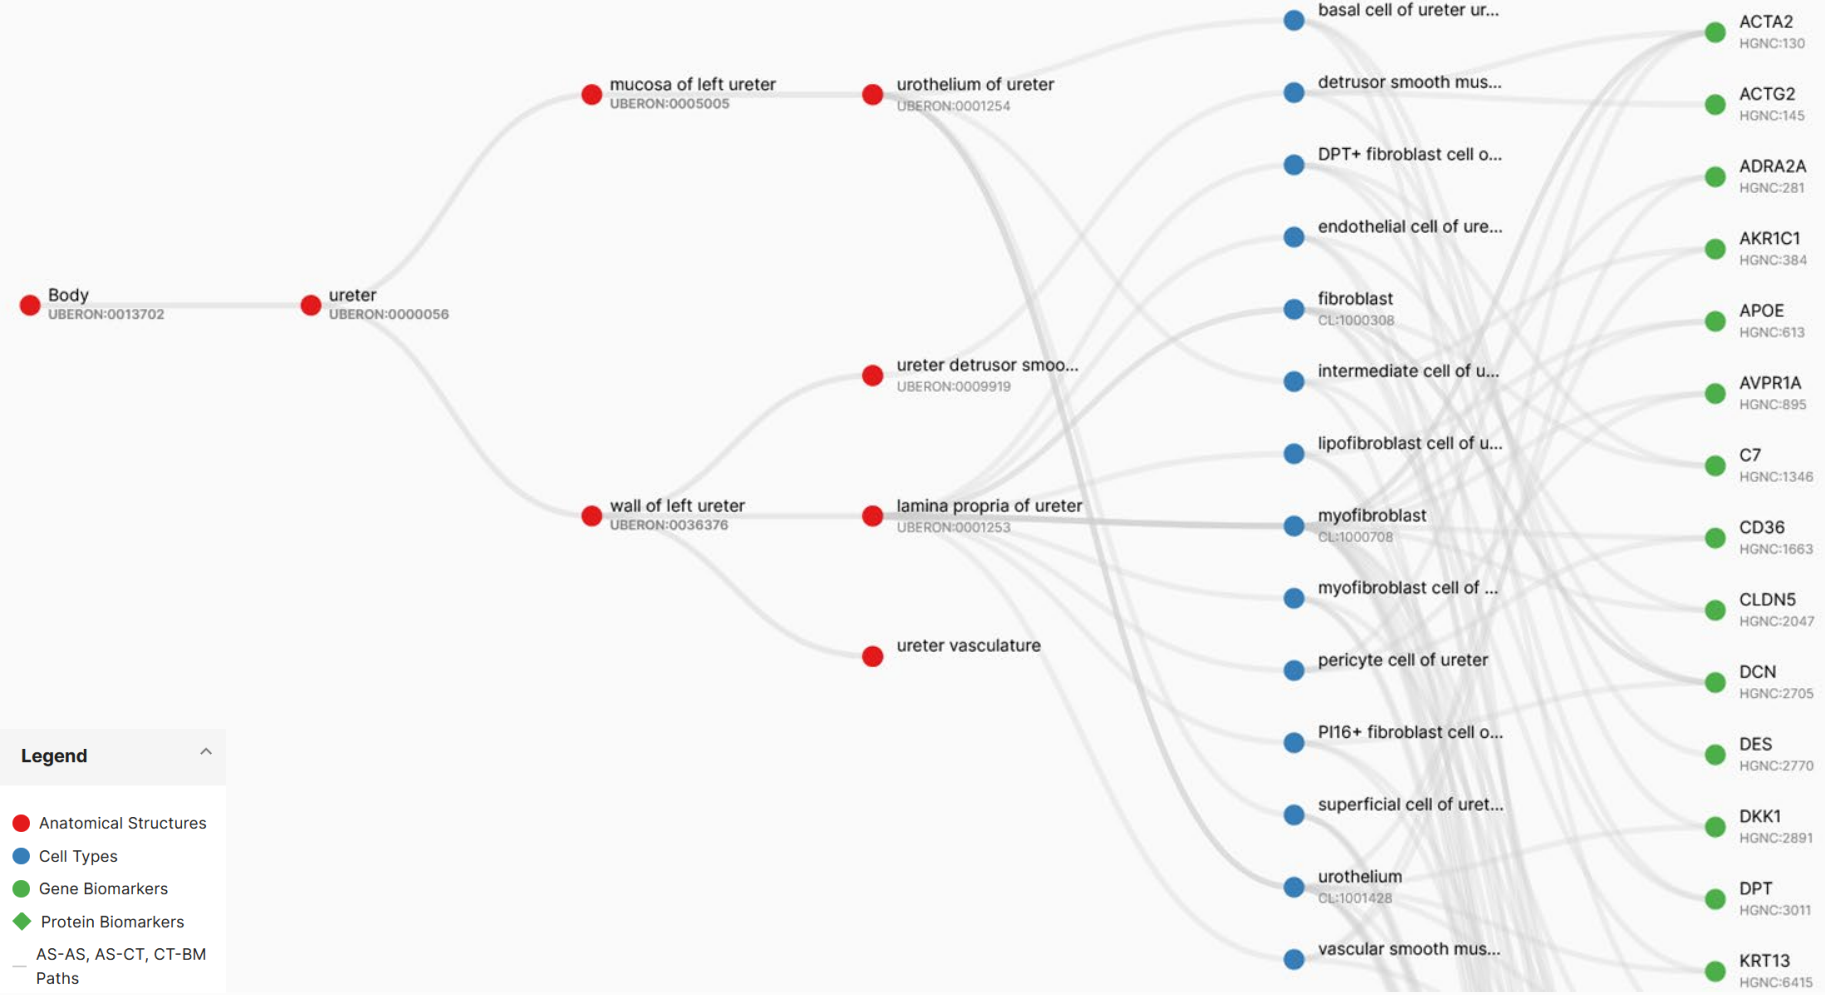 Body
UBERON:0013702
ureter
UBERON:0000056
mucosa of left ureter
UBERON:0005005
wall of left ureter
UBERON:0036376
urothelium of ureter
UBERON:0001254
ureter detrusor smoo...
UBERON:0009919
lamina propria of ureter
UBERON:0001253
ureter vasculature
basal cell of ureter ur...
detrusor smooth mus...
DPT+ fibroblast cell o...
endothelial cell of ure...
fibroblast
CL:1000308
intermediate cell of u...
lipofibroblast cell of u...
myofibroblast
CL:1000708
myofibroblast cell of ...
pericyte cell of ureter
PI16+ fibroblast cell o...
superficial cell of uret...
urothelium
CL:1001428
vascular smooth mus...
ACTA2
HGNC:130
ACTG2
HGNC:145
ADRA2A
HGNC:281
AKR1C1
HGNC:384
APOE
HGNC:613
AVPR1A
HGNC:895
C7
HGNC:1346
CD36
HGNC:1663
CLDN5
HGNC:2047
DCN
HGNC:2705
DES
HGNC:2770
DKK1
HGNC:2891
DPT
HGNC:3011
KRT13
HGNC:6415
Legend
Anatomical Structures
Cell Types
Gene Biomarkers
Protein Biomarkers
AS-AS, AS-CT, CT-BM
Paths